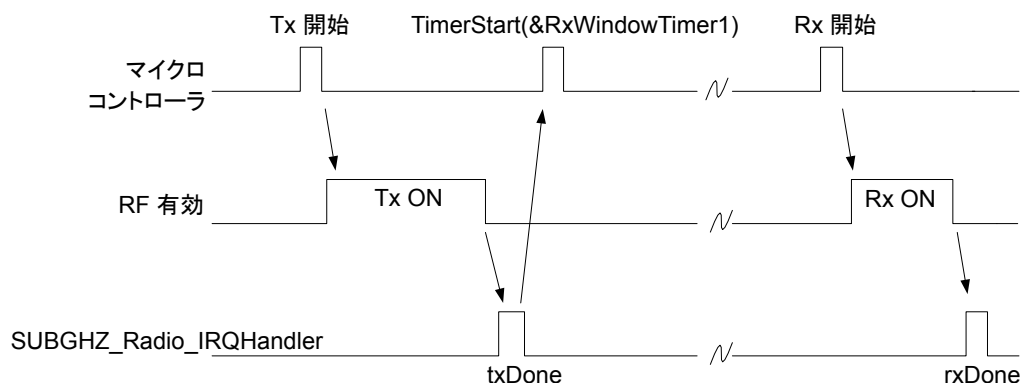 Tx 開始
TimerStart(&RxWindowTimer1)
Rx 開始
マイクロ
コントローラ
RF 有効
Tx ON
Rx ON
SUBGHZ_Radio_IRQHandler
txDone
rxDone